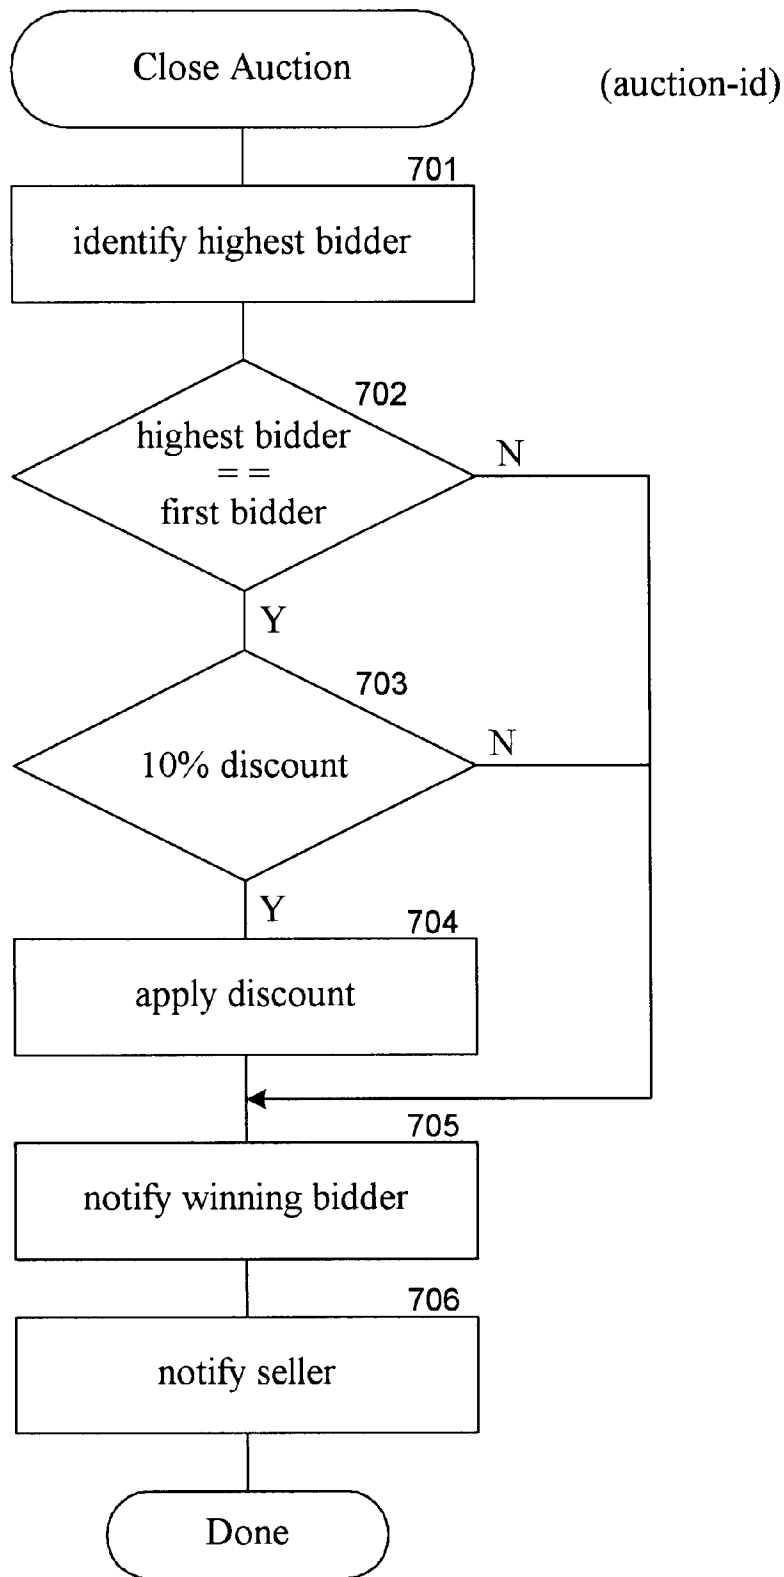 Close Auction
(auction-id)
701
identify highest bidder
702
highest bidder
= =
first bidder
N
Y
703
10% discount
N
Y
704
apply discount
705
notify winning bidder
706
notify seller
Done